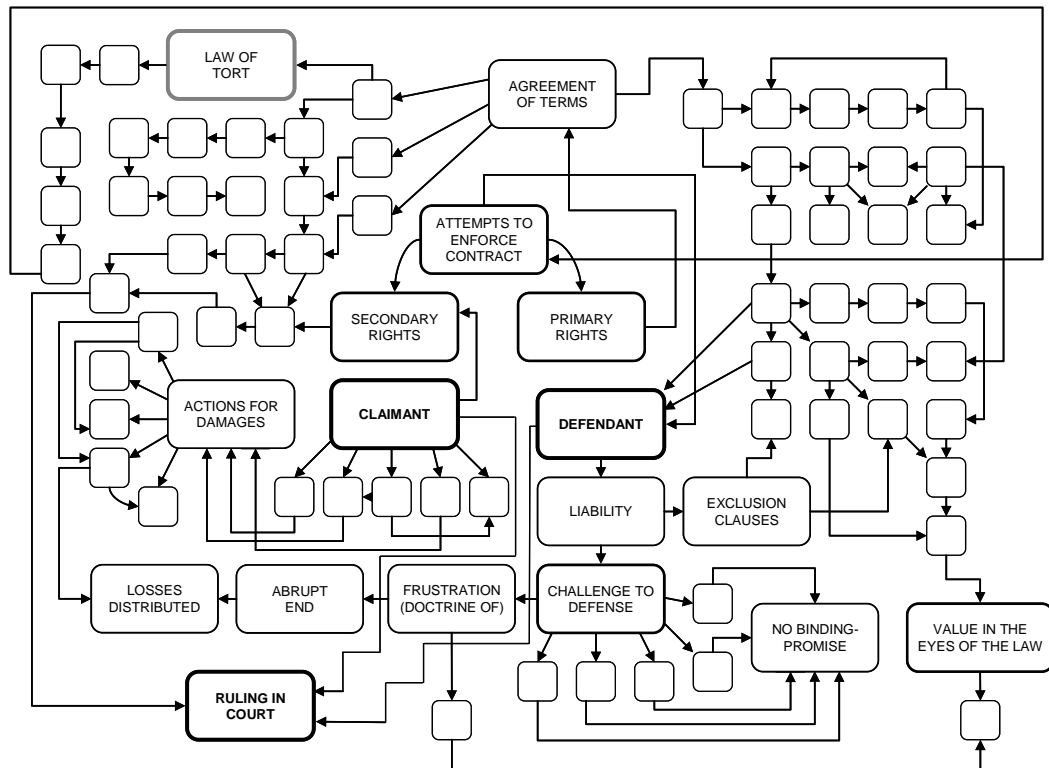 LAW OF
TORT
AGREEMENT
OF TERMS
ATTEMPTS TO
ENFORCE
CONTRACT
SECONDARY
RIGHTS
PRIMARY
RIGHTS
ACTIONS FOR
DAMAGES
CLAIMANT
DEFENDANT
LIABILITY
EXCLUSION
CLAUSES
LOSSES
DISTRIBUTED
ABRUPT
END
FRUSTRATION
(DOCTRINE OF)
CHALLENGE TO
DEFENSE
NO BINDING-
PROMISE
VALUE IN THE
EYES OF THE LAW
RULING IN
COURT